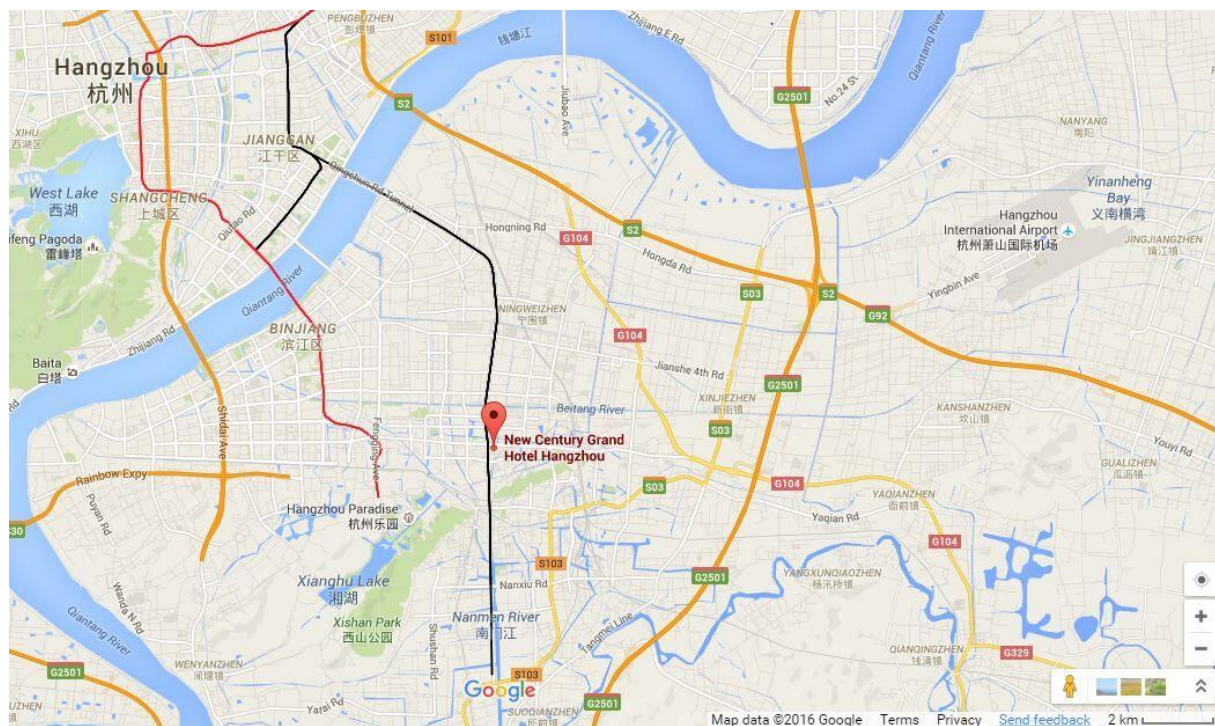 PENGBUZHEN
彭埠镇
S101
钱塘江
Zhijiang E Rd
Qiantang River
Hangzhou
杭州
S2
Jiubao Ave
G2501
No.24 St
NANYANG
南阳
XIHU
西湖区
JIANGGAN
江干区
Qingchun Rd Tunnel
West Lake
西湖
SHANGCHENG
上城区
Qiutao Rd
Yinanheng
Bay
义南横湾
Hangzhou
International Airport
杭州萧山国际机场
JINGJIANGZHEN
靖江镇
ifeng Pagoda
雷峰塔
Hongning Rd
G104
S2
Hongda Rd
Yingbin Ave
Qiantang River
S03
S2
G92
NINGWEIZHEN
宁围镇
BINJIANG
滨江区
Zhijiang Rd
G104
Baita
白塔
Jianshe 4th Rd
G2501
XINJIEZHEN
新街镇
Shidai Ave
Beitang River
KANSHANZHEN
坎山镇
S03
Youyi Rd
New Century Grand
Hotel Hangzhou
Fengqing Ave
GUALIZHEN
瓜沥镇
Rainbow Expy
S03
G104
Puyan Rd
YAQIANZHEN
衙前镇
Hangzhou Paradise
杭州乐园
Yaqian Rd
S30
G104
S103
Xianghu Lake
湘湖
Nanxiu Rd
G2501
YANGXUNQIAOZHEN
杨汛桥镇
Wanda N Rd
Xishan Park
西山公园
Nanmen River
南门江
Qiantang River
Shushan Rd
Tangmei Line
WENYANZHEN
闻堰镇
QIANQINGZHEN
钱清镇
G329
G2501
S103
Google
G2501
Yarai Rd
SUOQIANZHEN
所前镇
Map data ©2016 Google Terms Privacy Send feedback 2 km